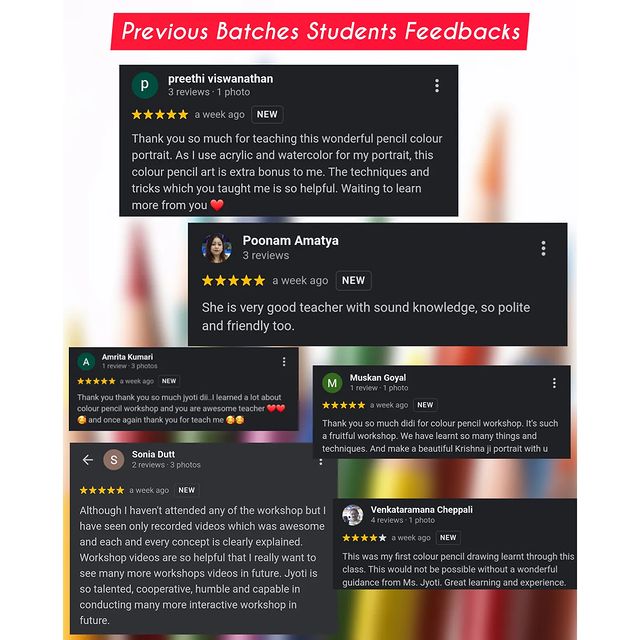 Previous Batches Students Feedbacks
p
preethi viswanathan
3 reviews · 1 photo
★★★★★ a week ago NEW
Thank you so much for teaching this wonderful pencil colour
portrait. As I use acrylic and watercolor for my portrait, this
colour pencil art is extra bonus to me. The techniques and
tricks which you taught me is so helpful. Waiting to learn
more from you ❤️
Poonam Amatya
3 reviews
★★★★★ a week ago NEW
She is very good teacher with sound knowledge, so polite
and friendly too.
A
Amrita Kumari
1 review · 3 photos
★★★★★ a week ago NEW
Thank you thank you so much jyoti dii..I learned a lot about
colour pencil workshop and you are awesome teacher ❤️❤️
🥰 and once again thank you for teach me 🥰🥰
M
Muskan Goyal
1 review · 1 photo
★★★★★ a week ago NEW
Thank you so much didi for colour pencil workshop. It's such
a fruitful workshop. We have learnt so many things and
techniques. And make a beautiful Krishna ji portrait with u
S
Sonia Dutt
2 reviews · 3 photos
★★★★★ a week ago NEW
Although I haven't attended any of the workshop but I
have seen only recorded videos which was awesome
and each and every concept is clearly explained.
Workshop videos are so helpful that I really want to
see many more workshops videos in future. Jyoti is
so talented, cooperative, humble and capable in
conducting many more interactive workshop in
future.
Venkataramana Cheppali
4 reviews · 1 photo
★★★★★ a week ago NEW
This was my first colour pencil drawing learnt through this
class. This would not be possible without a wonderful
guidance from Ms. Jyoti. Great learning and experience.